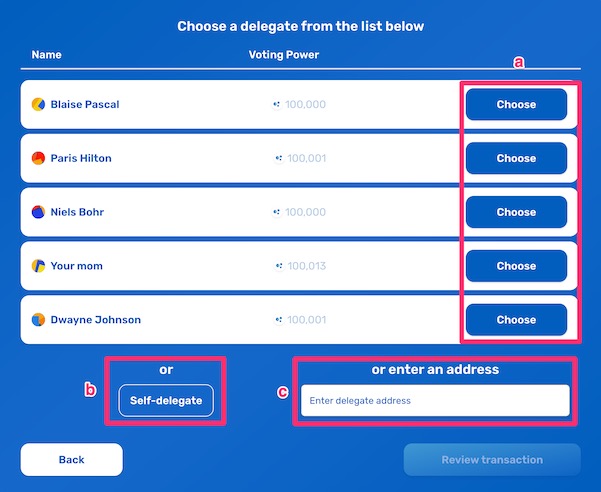 Choose a delegate from the list below
Name Voting Power
a
Blaise Pascal 100,000 Choose
Paris Hilton 100,001 Choose
Niels Bohr 100,000 Choose
Your mom 100,013 Choose
Dwayne Johnson 100,001 Choose
or or enter an address
b Self-delegate c Enter delegate address
Back Review transaction